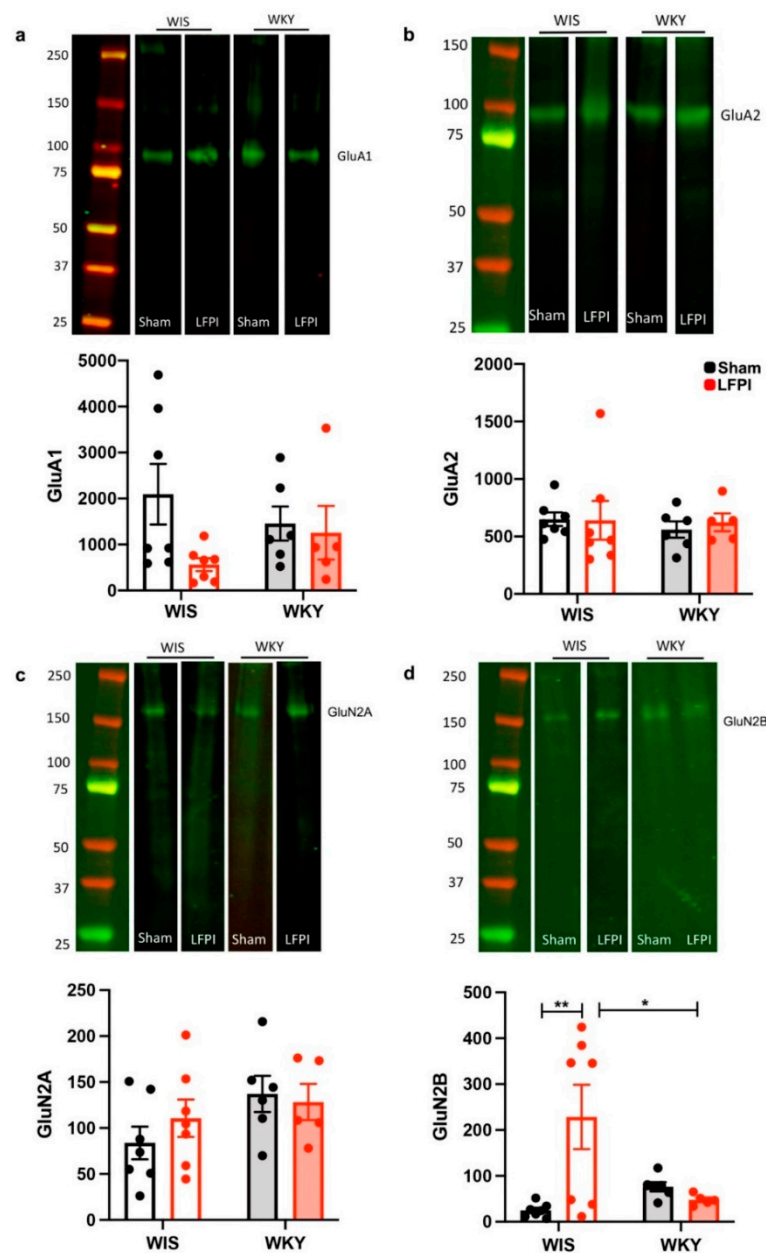 a
WIS
WKY
250
150
100
75
50
37
25
GluA1
Sham
LFPI
Sham
LFPI
5000
4000
3000
2000
1000
0
GluA1
WIS
WKY
b
WIS
WKY
150
100
75
50
37
25
GluA2
Sham
LFPI
Sham
LFPI
Sham
LFPI
2000
1500
1000
500
0
GluA2
WIS
WKY
c
WIS
WKY
250
150
100
75
50
37
25
GluN2A
Sham
LFPI
Sham
LFPI
250
200
150
100
50
0
GluN2A
WIS
WKY
d
WIS
WKY
250
150
100
75
50
37
25
GluN2B
Sham
LFPI
Sham
LFPI
500
400
300
200
100
0
GluN2B
**
*
WIS
WKY